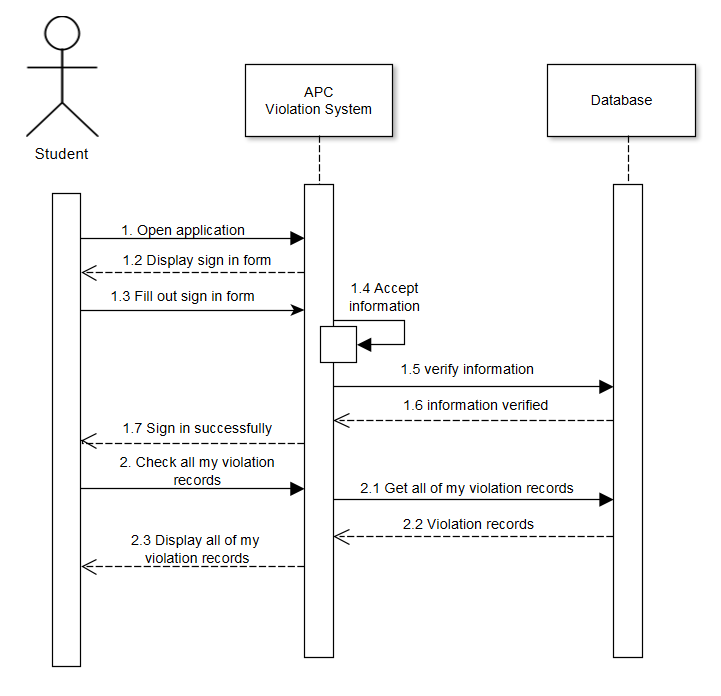 APC
Violation System
Database
Student
1. Open application
1.2 Display sign in form
1.3 Fill out sign in form
1.4 Accept
information
1.5 verify information
1.6 information verified
1.7 Sign in successfully
2. Check all my violation
records
2.1 Get all of my violation records
2.2 Violation records
2.3 Display all of my
violation records